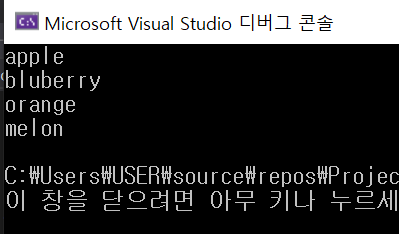 Microsoft Visual Studio 디버그 콘솔
apple
bluberry
orange
melon
C:₩Users₩USER₩source₩repos₩Projec
이 창을 닫으려면 아무 키나 누르세